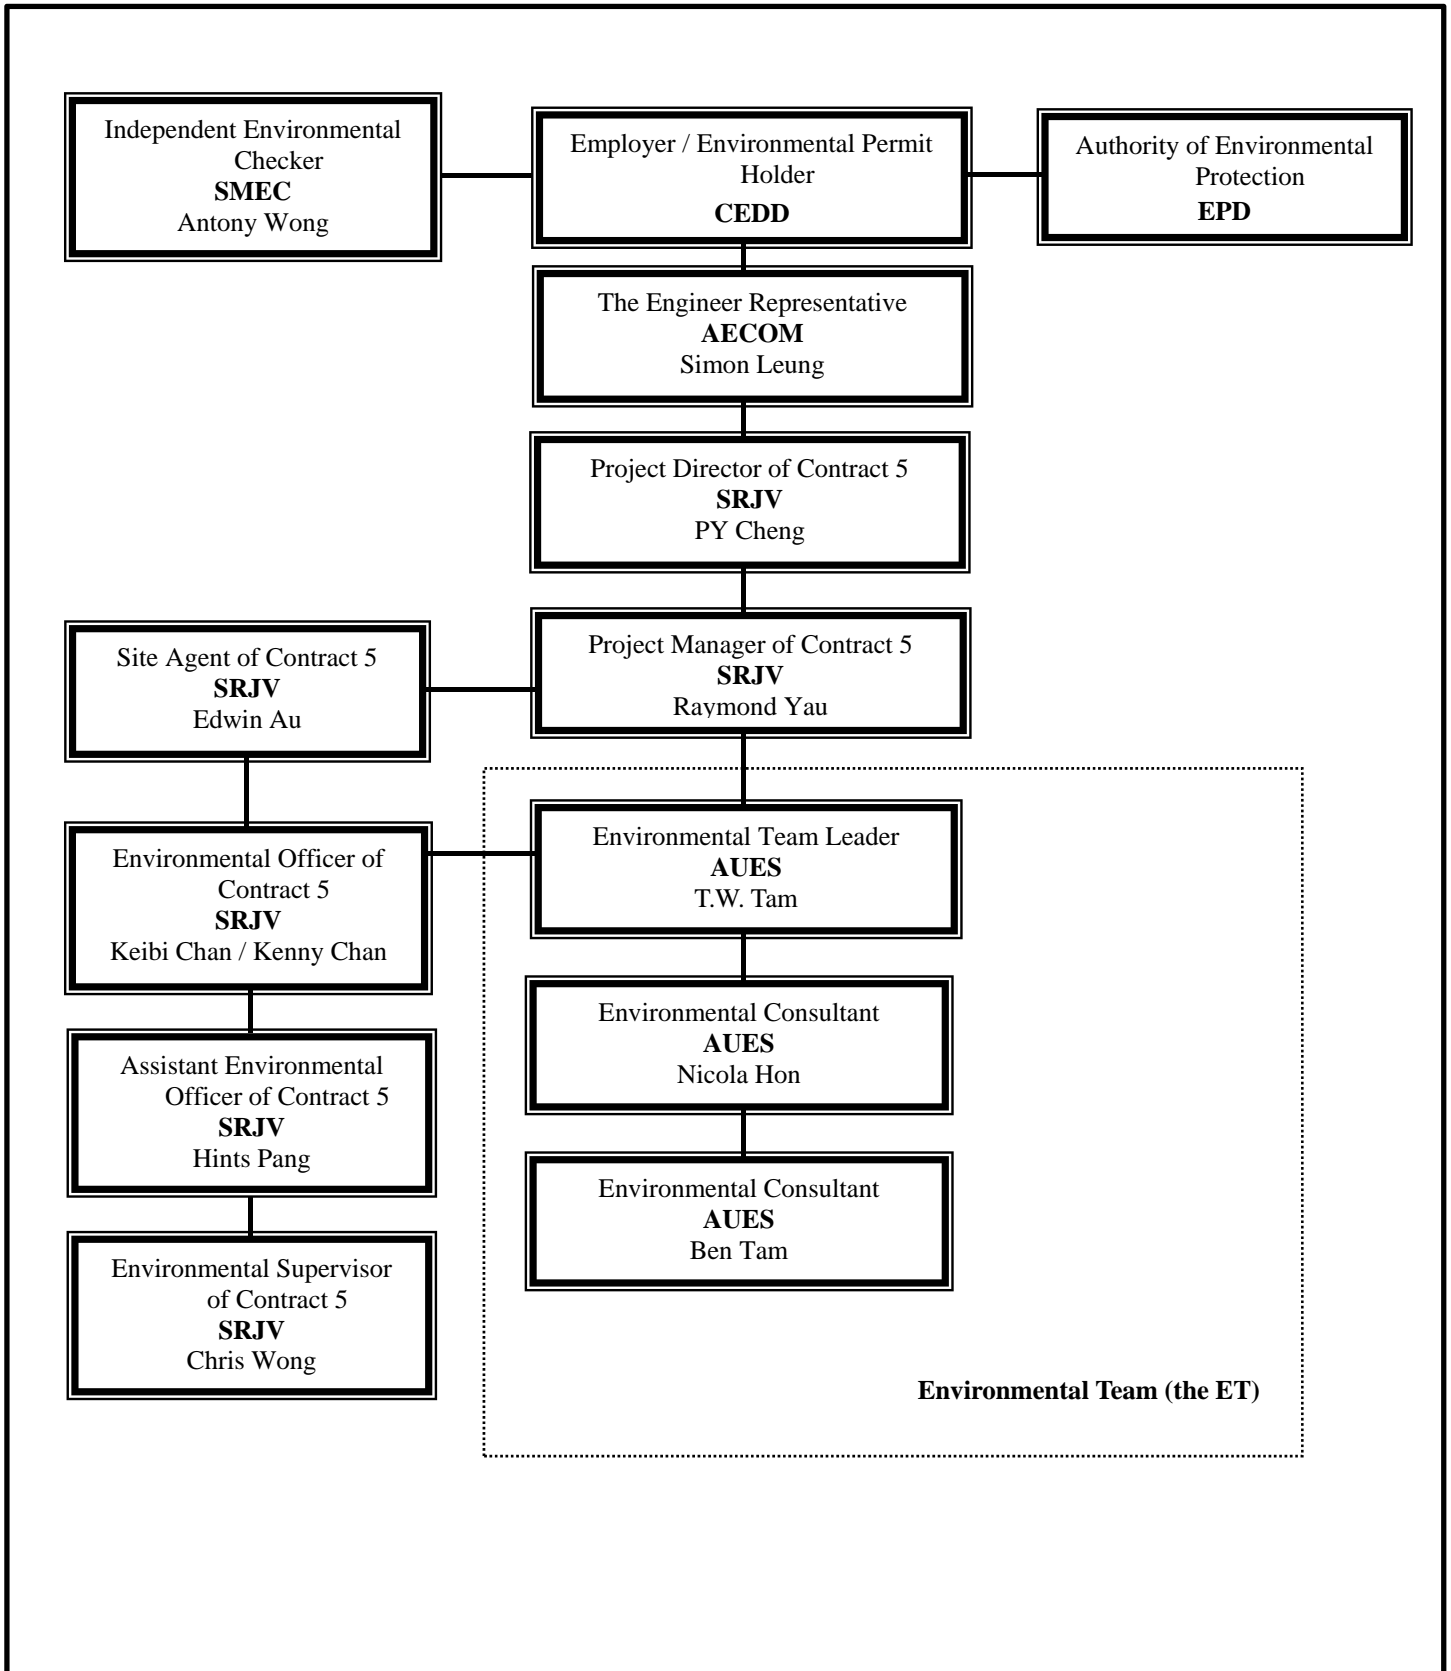 Independent Environmental
Checker
SMEC
Antony Wong
Employer / Environmental Permit
Holder
CEDD
Authority of Environmental
Protection
EPD
The Engineer Representative
AECOM
Simon Leung
Project Director of Contract 5
SRJV
PY Cheng
Project Manager of Contract 5
SRJV
Raymond Yau
Site Agent of Contract 5
SRJV
Edwin Au
Environmental Officer of
Contract 5
SRJV
Keibi Chan / Kenny Chan
Environmental Team Leader
AUES
T.W. Tam
Assistant Environmental
Officer of Contract 5
SRJV
Hints Pang
Environmental Consultant
AUES
Nicola Hon
Environmental Supervisor
of Contract 5
SRJV
Chris Wong
Environmental Consultant
AUES
Ben Tam
Environmental Team (the ET)